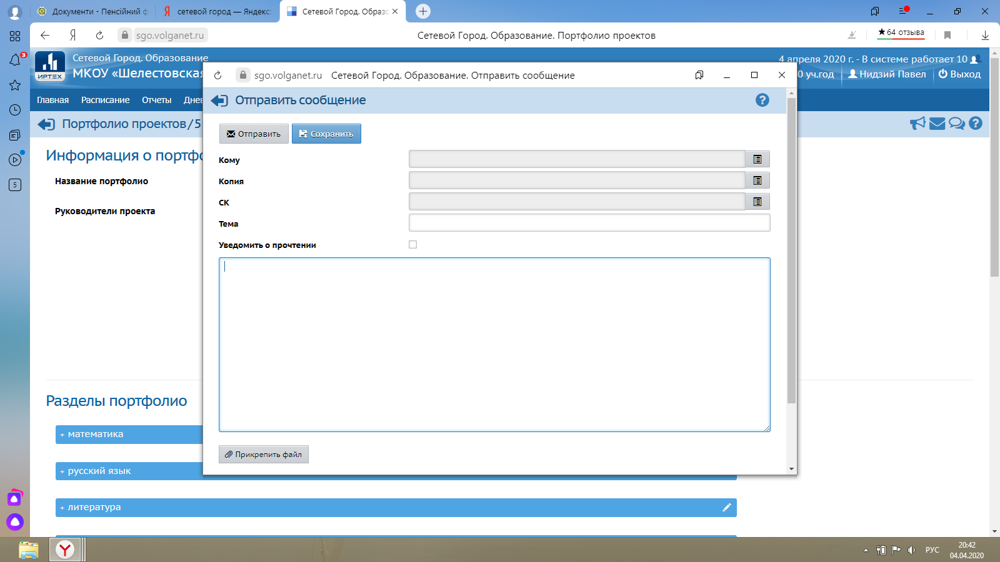 Документи - Пенсійний ф
сетевой город — Яндекс:
Сетевой Город. Образо
sgo.volganet.ru
Сетевой Город. Образование. Портфолио проектов
64 отзыва
3
5
ИРТЕХ
Сетевой Город. Образование
МКОУ «Шелестовская
4 апреля 2020 г. - В системе работает 10
0 уч.год
Нидзий Павел
Выход
Главная
Расписание
Отчеты
Днев
Портфолио проектов/5
Информация о портфо
Название портфолио
Руководители проекта
Разделы портфолио
+ математика
+ русский язык
+ литература
sgo.volganet.ru
Сетевой Город. Образование. Отправить сообщение
Отправить сообщение
Отправить
Сохранить
Кому
Копия
СК
Тема
Уведомить о прочтении
Прикрепить файл
РУС
20:42
04.04.2020